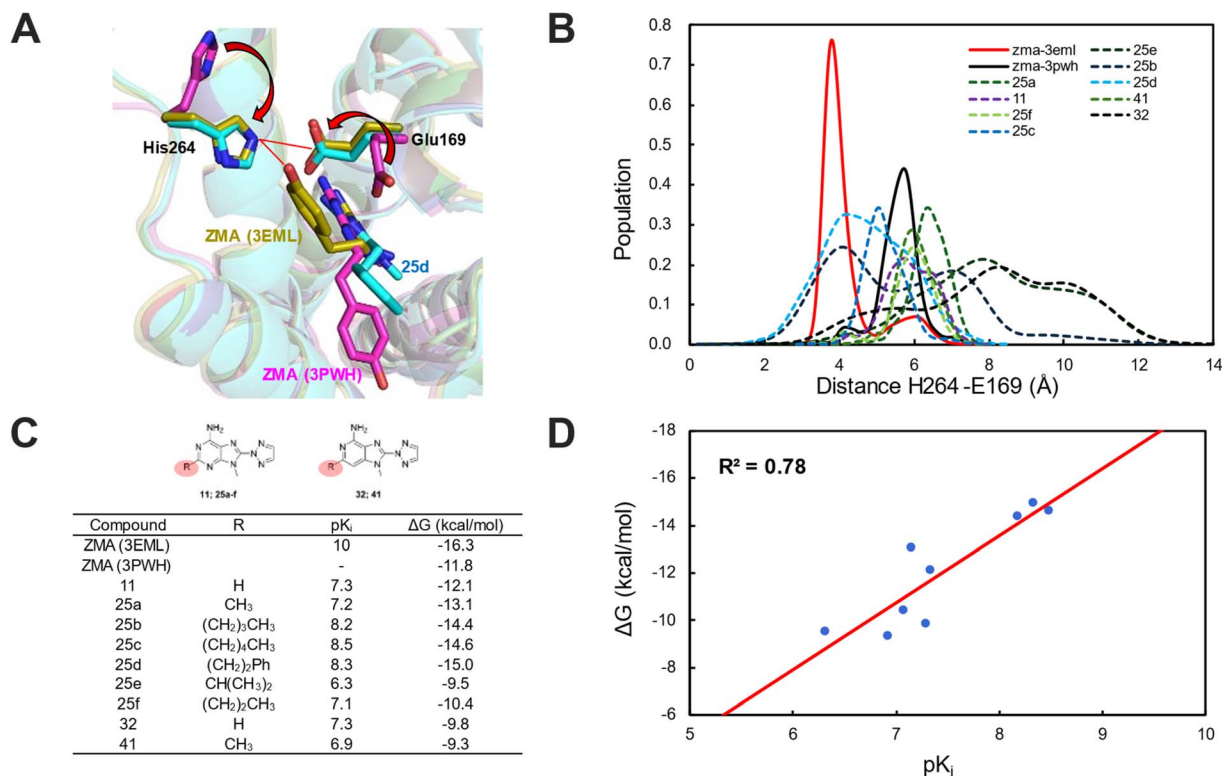 A
His264
Glu169
ZMA (3EML)
25d
ZMA (3PWH)
B
Population
0.8
0.7
0.6
0.5
0.4
0.3
0.2
0.1
0.0
0 2 4 6 8 10 12 14
Distance H264 -E169 (Å)
zma-3eml
zma-3pwh
25a
11
25f
25c
25e
25b
25d
41
32
C
NH2 N N N N N N N N R
11; 25a-f
NH2 N N N N N N N R
32; 41
Compound R pKi ΔG (kcal/mol)
ZMA (3EML) 10 -16.3
ZMA (3PWH) - -11.8
11 H 7.3 -12.1
25a CH3 7.2 -13.1
25b (CH2)3CH3 8.2 -14.4
25c (CH2)4CH3 8.5 -14.6
25d (CH2)2Ph 8.3 -15.0
25e CH(CH3)2 6.3 -9.5
25f (CH2)2CH3 7.1 -10.4
32 H 7.3 -9.8
41 CH3 6.9 -9.3
D
R² = 0.78
ΔG (kcal/mol)
-18
-16
-14
-12
-10
-8
-6
5 6 7 8 9 10
pKi